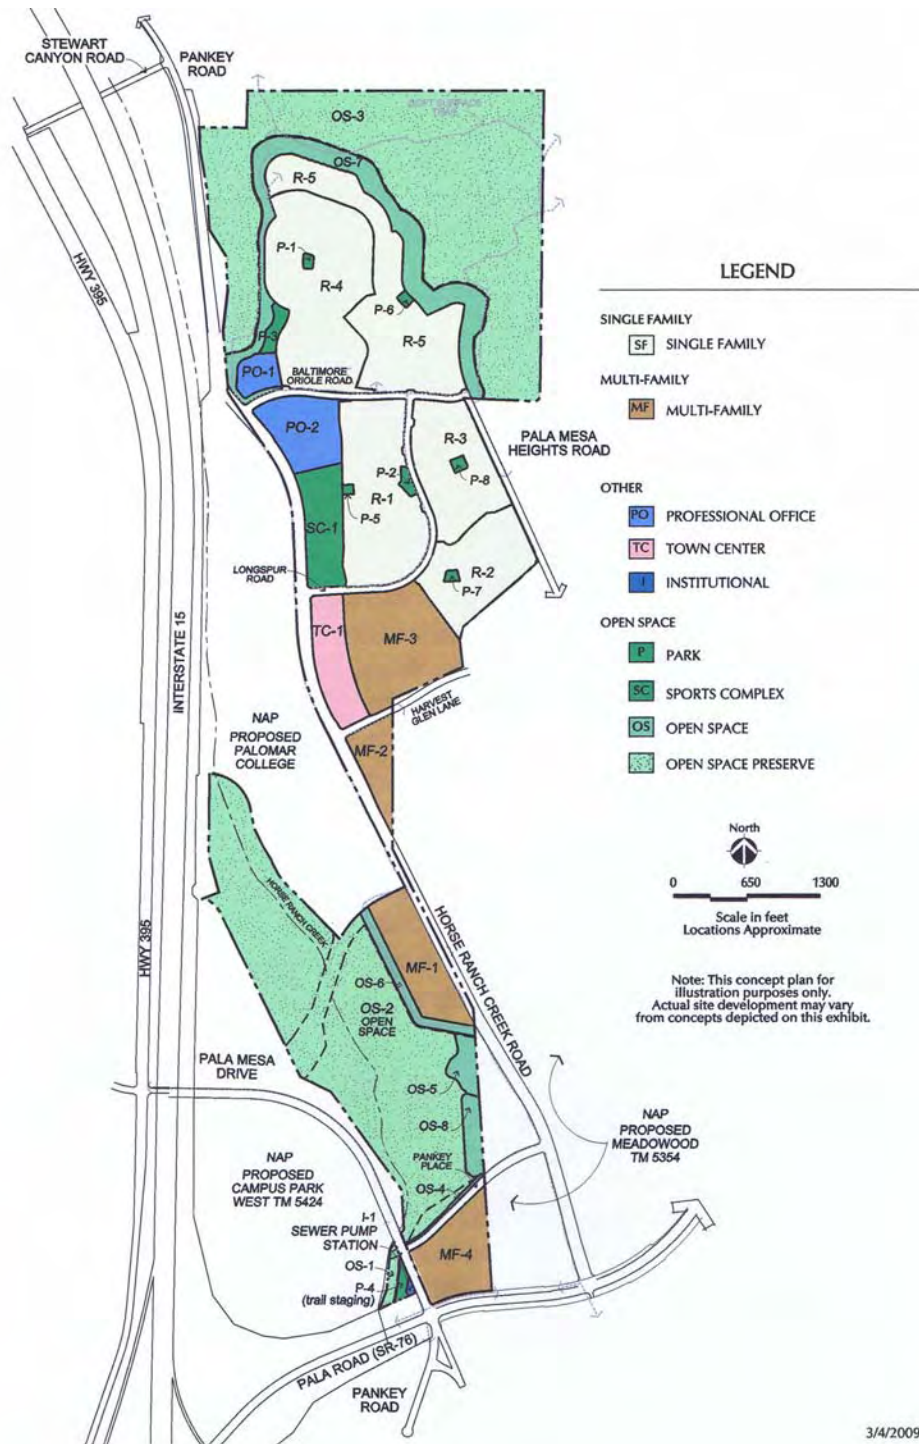 STEWART
CANYON ROAD
PANKEY
ROAD
OS-3
SOFT SURFACE
TRAIL
OS-7
R-5
P-1
R-4
P-6
HWY 395
P-3
R-5
PO-1
BALTIMORE
ORIOLE ROAD
PO-2
R-3
PALA MESA
HEIGHTS ROAD
P-2
P-8
R-1
P-5
SC-1
LONGSPUR
ROAD
R-2
P-7
TC-1
MF-3
INTERSTATE 15
HARVEST
GLEN LANE
NAP
PROPOSED
PALOMAR
COLLEGE
MF-2
HORSE RANCH CREEK
HORSE RANCH CREEK ROAD
HWY 395
MF-1
OS-6
OS-2
OPEN
SPACE
PALA MESA
DRIVE
OS-5
OS-8
NAP
PROPOSED
MEADOWOOD
TM 5354
NAP
PROPOSED
CAMPUS PARK
WEST TM 5424
PANKEY
PLACE
OS-4
I-1
SEWER PUMP
STATION
MF-4
OS-1
P-4
(trail staging)
PALA ROAD (SR-76)
PANKEY
ROAD
LEGEND
SINGLE FAMILY
SF SINGLE FAMILY
MULTI-FAMILY
MF MULTI-FAMILY
OTHER
PO PROFESSIONAL OFFICE
TC TOWN CENTER
I INSTITUTIONAL
OPEN SPACE
P PARK
SC SPORTS COMPLEX
OS OPEN SPACE
OPEN SPACE PRESERVE
North
0 650 1300
Scale in feet
Locations Approximate
Note: This concept plan for
illustration purposes only.
Actual site development may vary
from concepts depicted on this exhibit.
3/4/2009